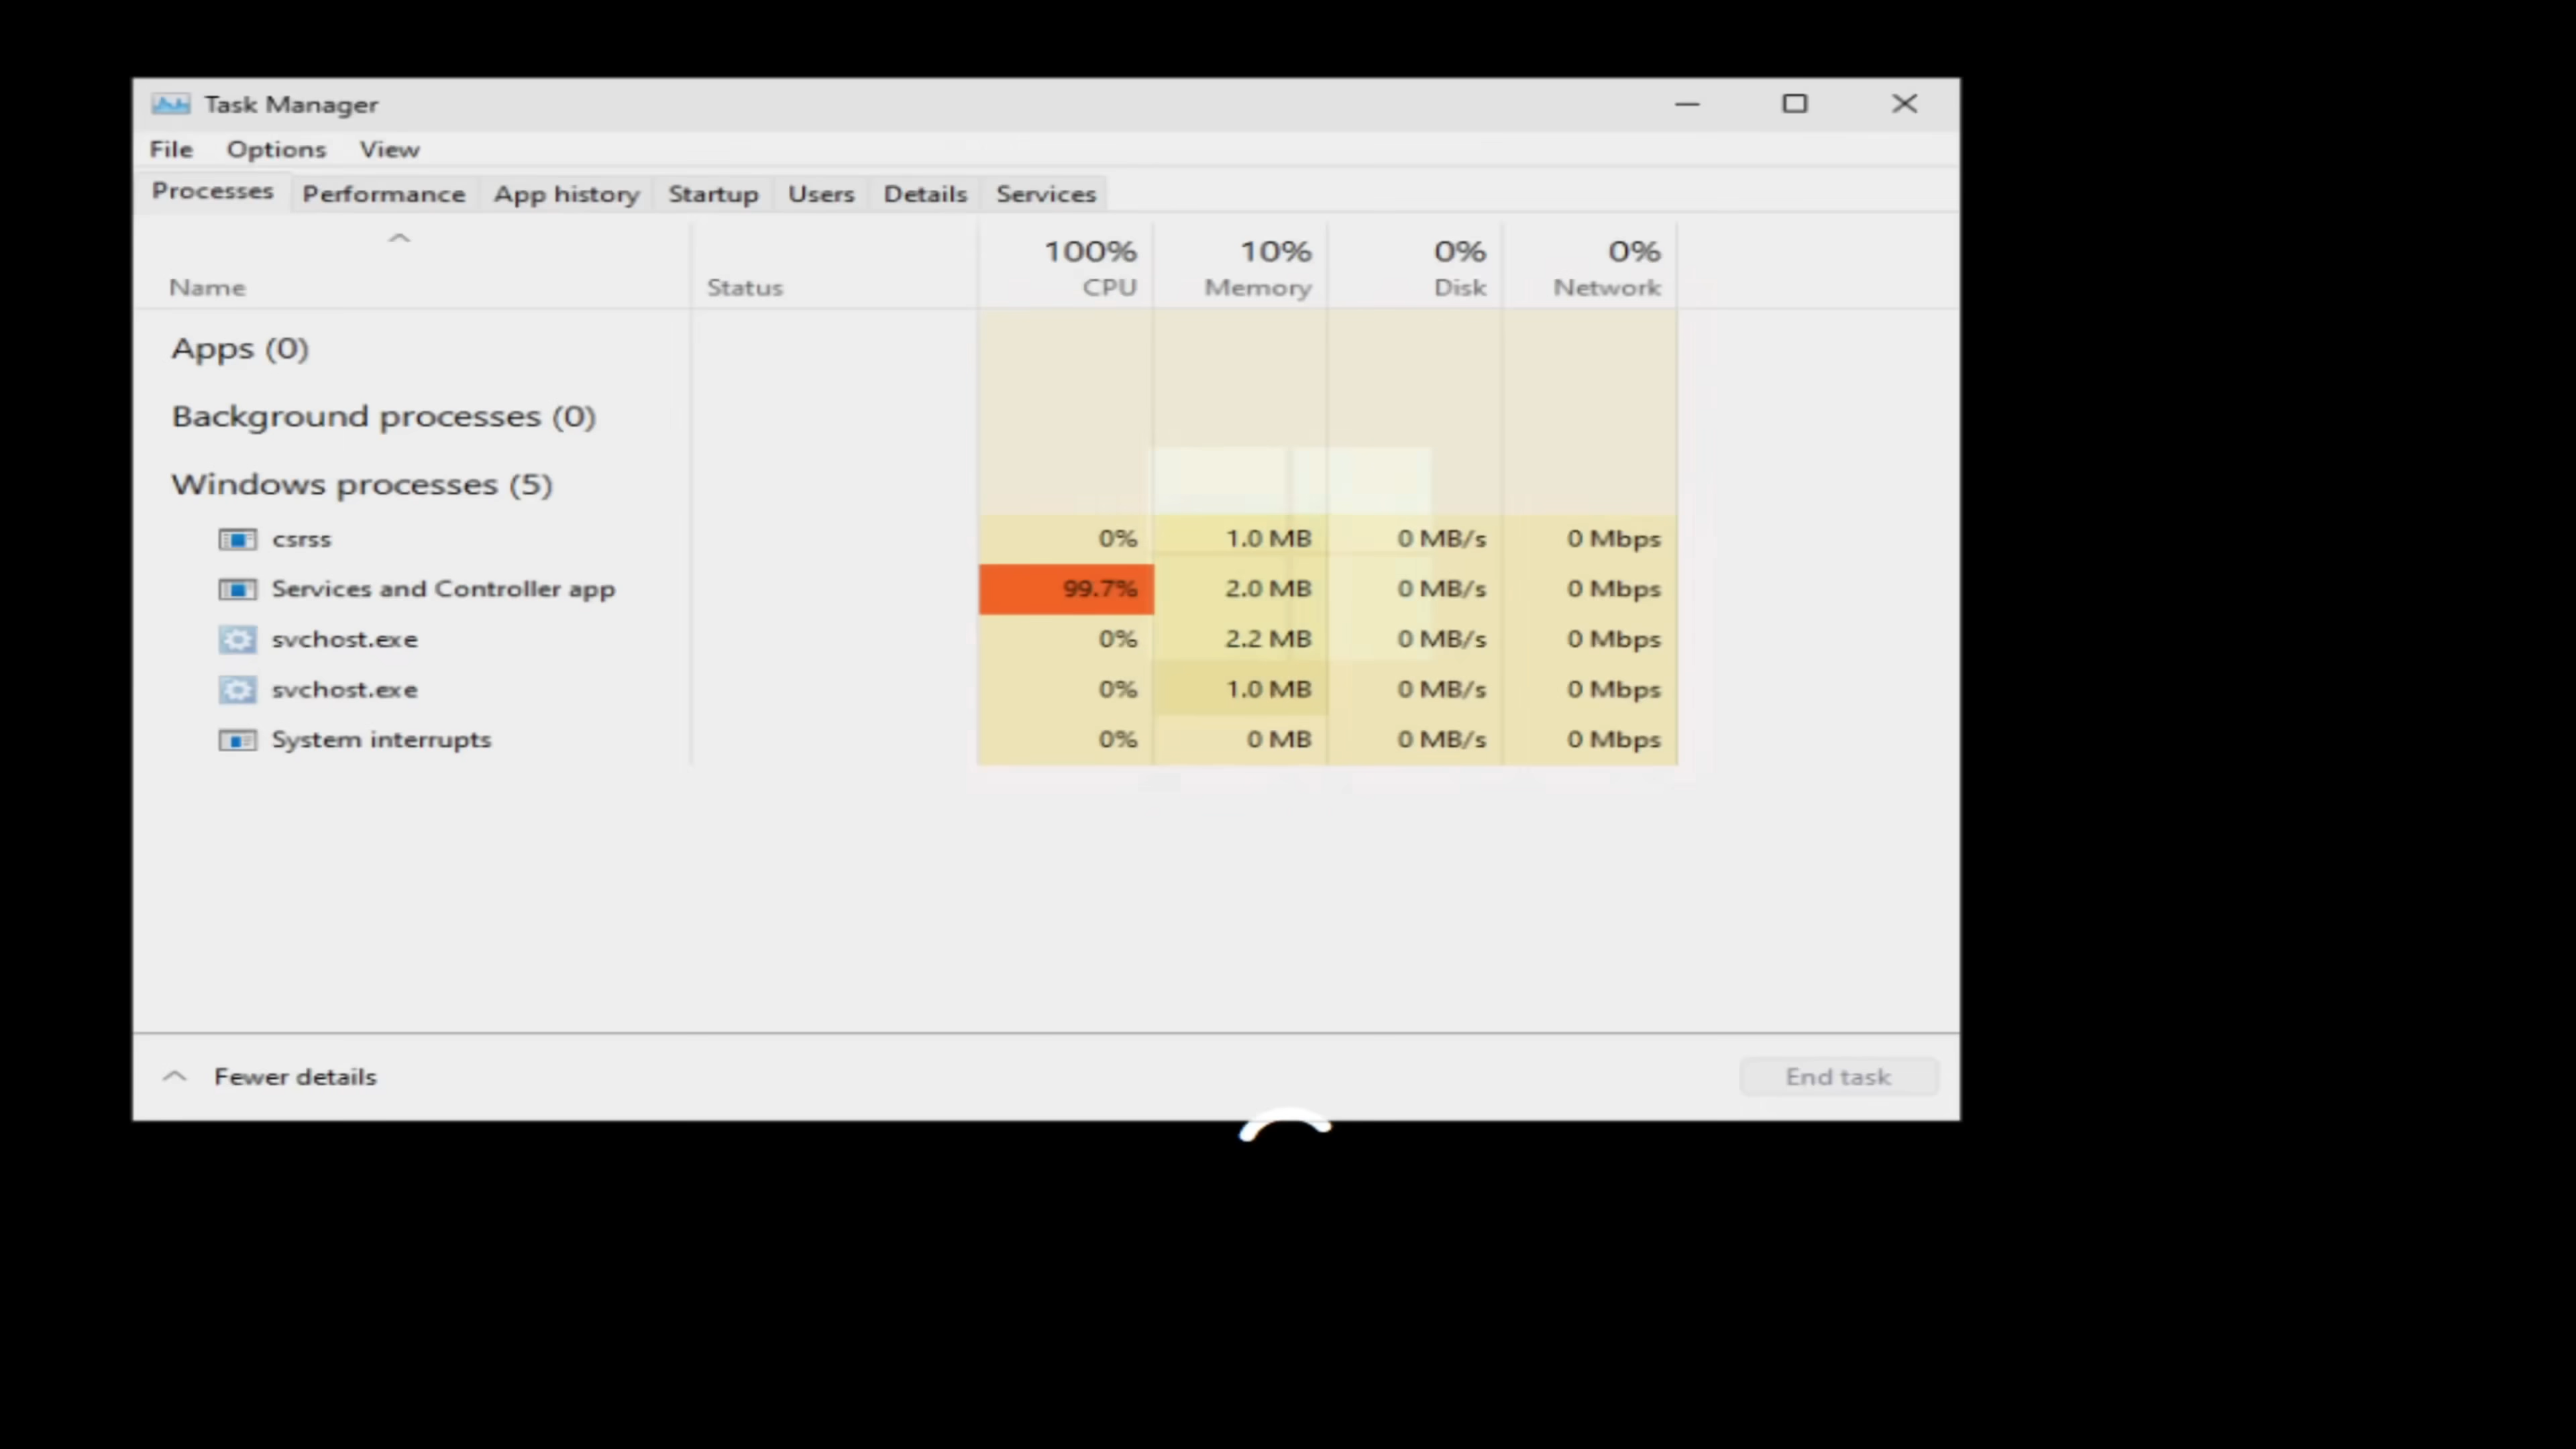 Task Manager
File Options View
Processes Performance App history Startup Users Details Services
100% 10% 0% 0%
Name Status CPU Memory Disk Network
Apps (0)
Background processes (0)
Windows processes (5)
csrss 0% 1.0 MB 0 MB/s 0 Mbps
Services and Controller app 99.7% 2.0 MB 0 MB/s 0 Mbps
svchost.exe 0% 2.2 MB 0 MB/s 0 Mbps
svchost.exe 0% 1.0 MB 0 MB/s 0 Mbps
System interrupts 0% 0 MB 0 MB/s 0 Mbps
Fewer details End task